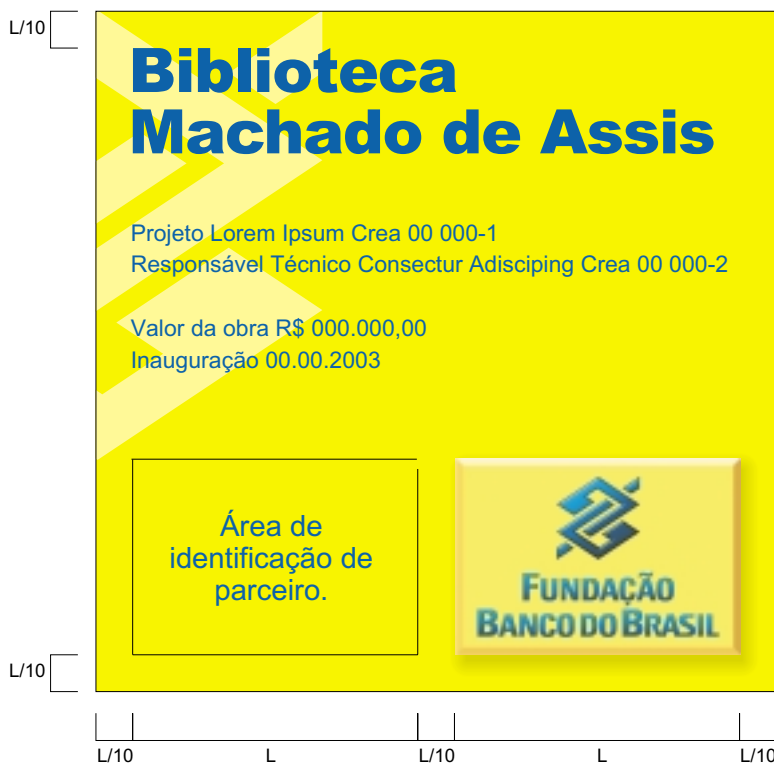 L/10
Biblioteca
Machado de Assis
Projeto Lorem Ipsum Crea 00 000-1
Responsável Técnico Consectur Adisciping Crea 00 000-2
Valor da obra R$ 000.000,00
Inauguração 00.00.2003
Área de
identificação de
parceiro.
FUNDAÇÃO
BANCO DO BRASIL
L/10
L/10 L L/10 L L/10